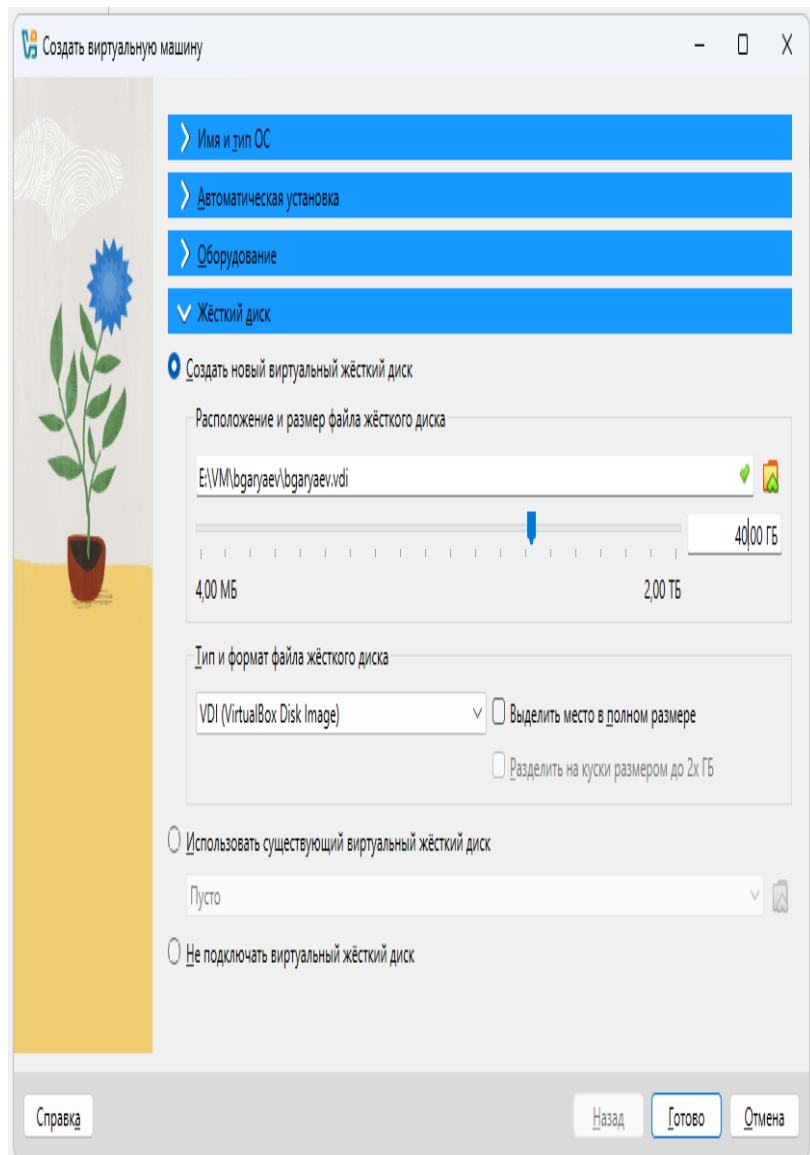 Создать виртуальную машину
Имя и тип ОС
Автоматическая установка
Оборудование
Жёсткий диск
Создать новый виртуальный жёсткий диск
Расположение и размер файла жёсткого диска
E:\VM\bgaryaev\bgaryaev.vdi
40,00 ГБ
4,00 МБ 2,00 ТБ
Тип и формат файла жёсткого диска
VDI (VirtualBox Disk Image) Выделить место в полном размере
Разделить на куски размером до 2х ГБ
Использовать существующий виртуальный жёсткий диск
Пусто
Не подключать виртуальный жёсткий диск
Справка Назад Готово Отмена